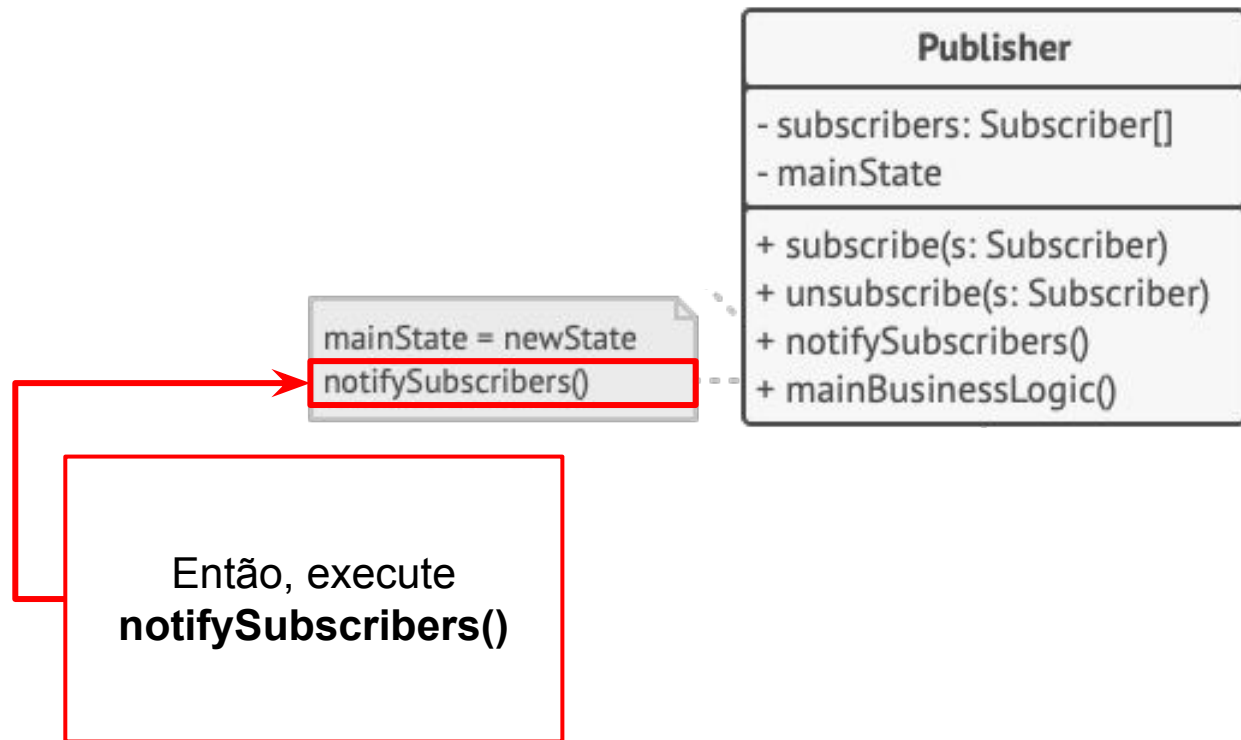 Publisher
- subscribers: Subscriber[]
- mainState
+ subscribe(s: Subscriber)
+ unsubscribe(s: Subscriber)
+ notifySubscribers()
+ mainBusinessLogic()
mainState = newState
notifySubscribers()
Então, execute
notifySubscribers()